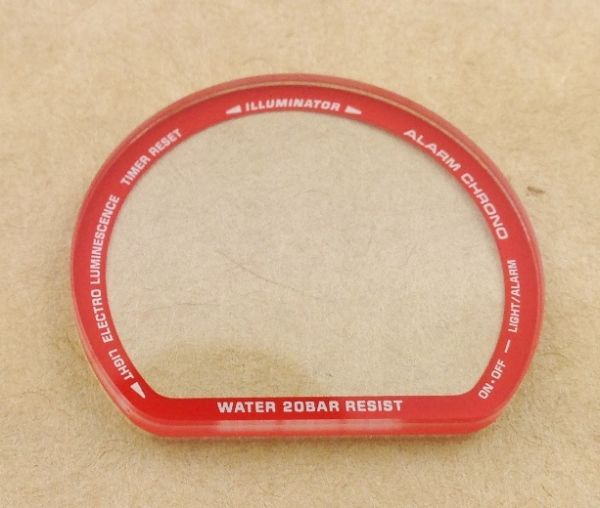 LIGHT
ELECTRO LUMINESCENCE
TIMER RESET
ILLUMINATOR
ALARM CHRONO
ON•OFF — LIGHT/ALARM
WATER 20BAR RESIST